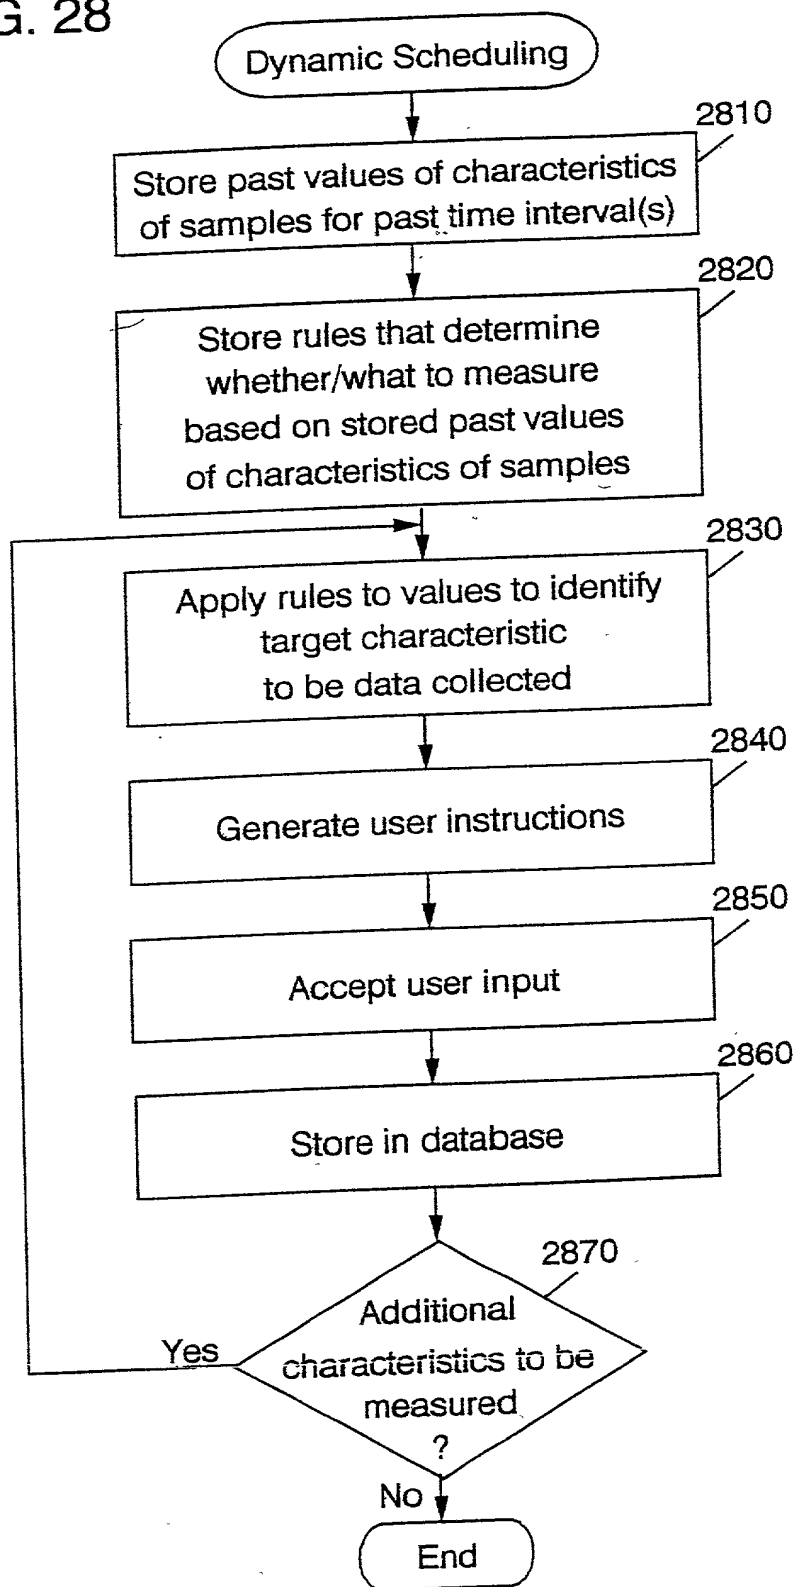 G. 28
Dynamic Scheduling
2810
Store past values of characteristics
of samples for past time interval(s)
2820
Store rules that determine
whether/what to measure
based on stored past values
of characteristics of samples
2830
Apply rules to values to identify
target characteristic
to be data collected
2840
Generate user instructions
2850
Accept user input
2860
Store in database
2870
Additional
characteristics to be
measured
?
Yes
No
End